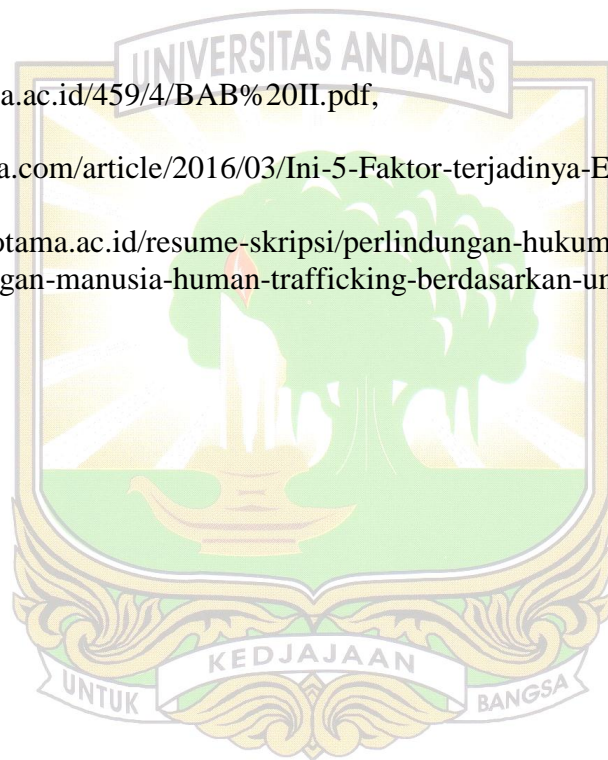 UNIVERSITAS ANDALAS
a.ac.id/459/4/BAB%20II.pdf,
a.com/article/2016/03/Ini-5-Faktor-terjadinya-E
otama.ac.id/resume-skripsi/perlindungan-hukum
gan-manusia-human-trafficking-berdasarkan-un
UNTUK KEDJAJAAN BANGSA